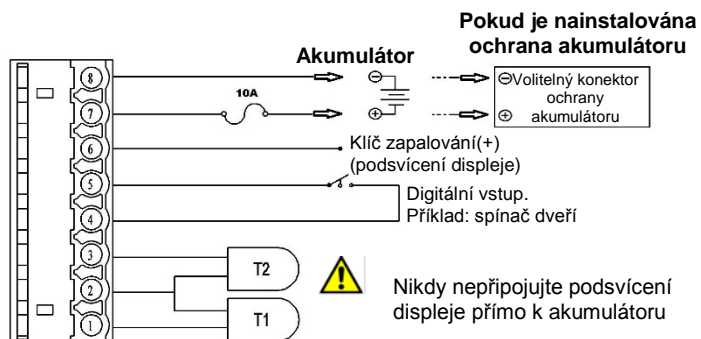 Pokud je nainstalována
ochrana akumulátoru
Akumulátor
8
⊖
⊖Volitelný konektor
ochrany
akumulátoru
10A
7
⊕
⊕
6
Klíč zapalování(+)
(podsvícení displeje)
5
Digitální vstup.
Příklad: spínač dveří
4
3
T2
2
Nikdy nepřipojujte podsvícení
displeje přímo k akumulátoru
T1
1